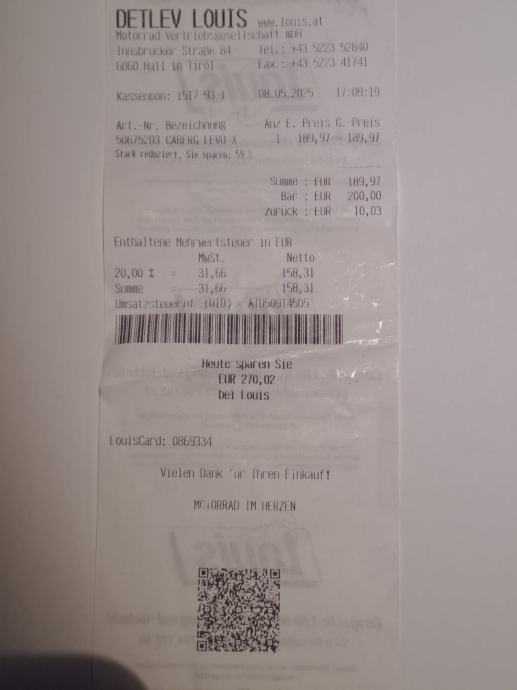 DETLEV LOUIS www.louis.at
Motorrad-Vertriebsgesellschaft mbH
Innsbrucker Straße 84 Tel.: +43 5223 52840
6060 Hall in Tirol Fax.: +43 5223 41741
Kassenbon: 1517-93-1 08.05.2025 17:09:19
Art.-Nr. Bezeichnung Anz E. Preis G.-Preis
50675203 CABERG LEVO X 1 189,97 189,97
Stark reduziert, Sie sparen: 59 %
Summe : EUR 189,97
Bar : EUR 200,00
zurück : EUR 10,03
Enthaltene Mehrwertsteuer in EUR
MwSt. Netto
20,00 % = 31,66 158,31
Summe = 31,66 158,31
Umsatzsteuerid. (UID) = ATU50914505
Heute sparen Sie
EUR 270,02
bei Louis
LouisCard: 0869334
Vielen Dank für Ihren Einkauf!
MOTORRAD IM HERZEN
Louis